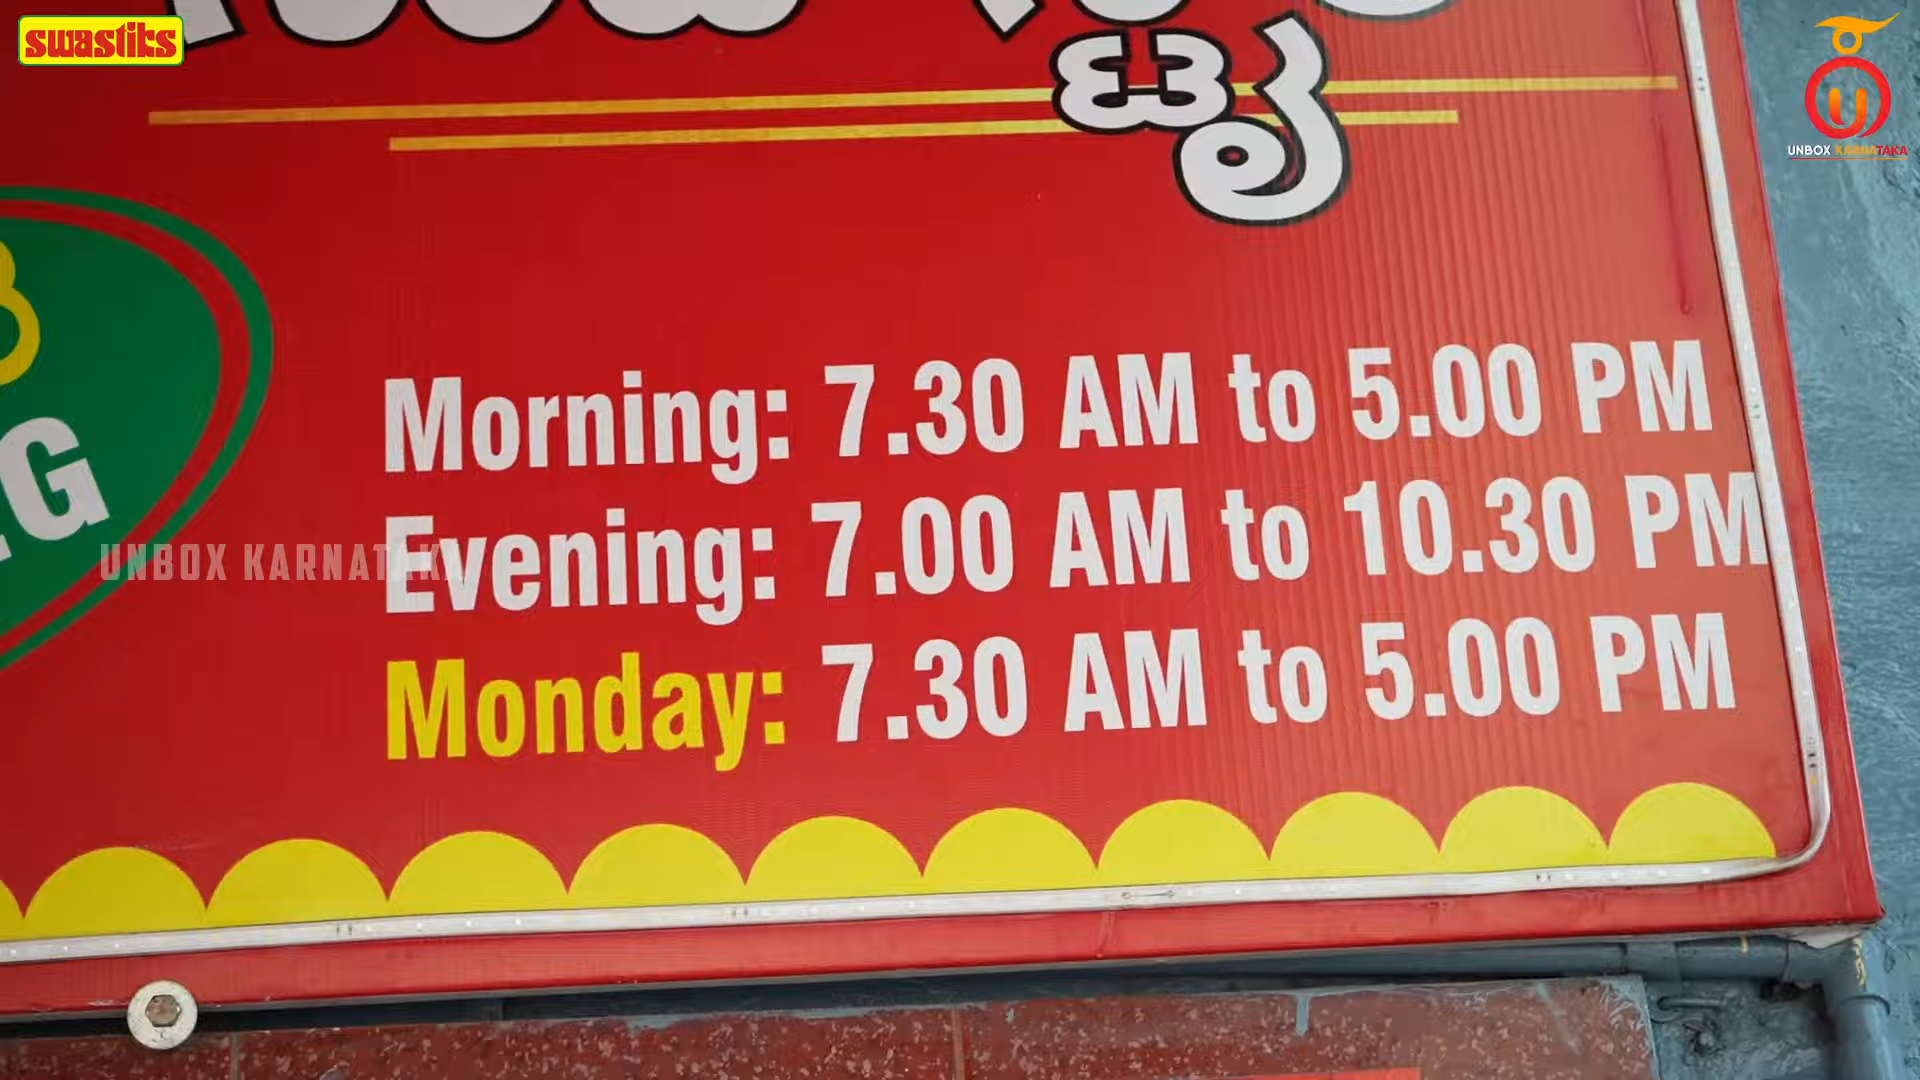 swastiks
UNBOX KARNATAKA
Morning: 7.30 AM to 5.00 PM
Evening: 7.00 AM to 10.30 PM
Monday: 7.30 AM to 5.00 PM
UNBOX KARNATAKA